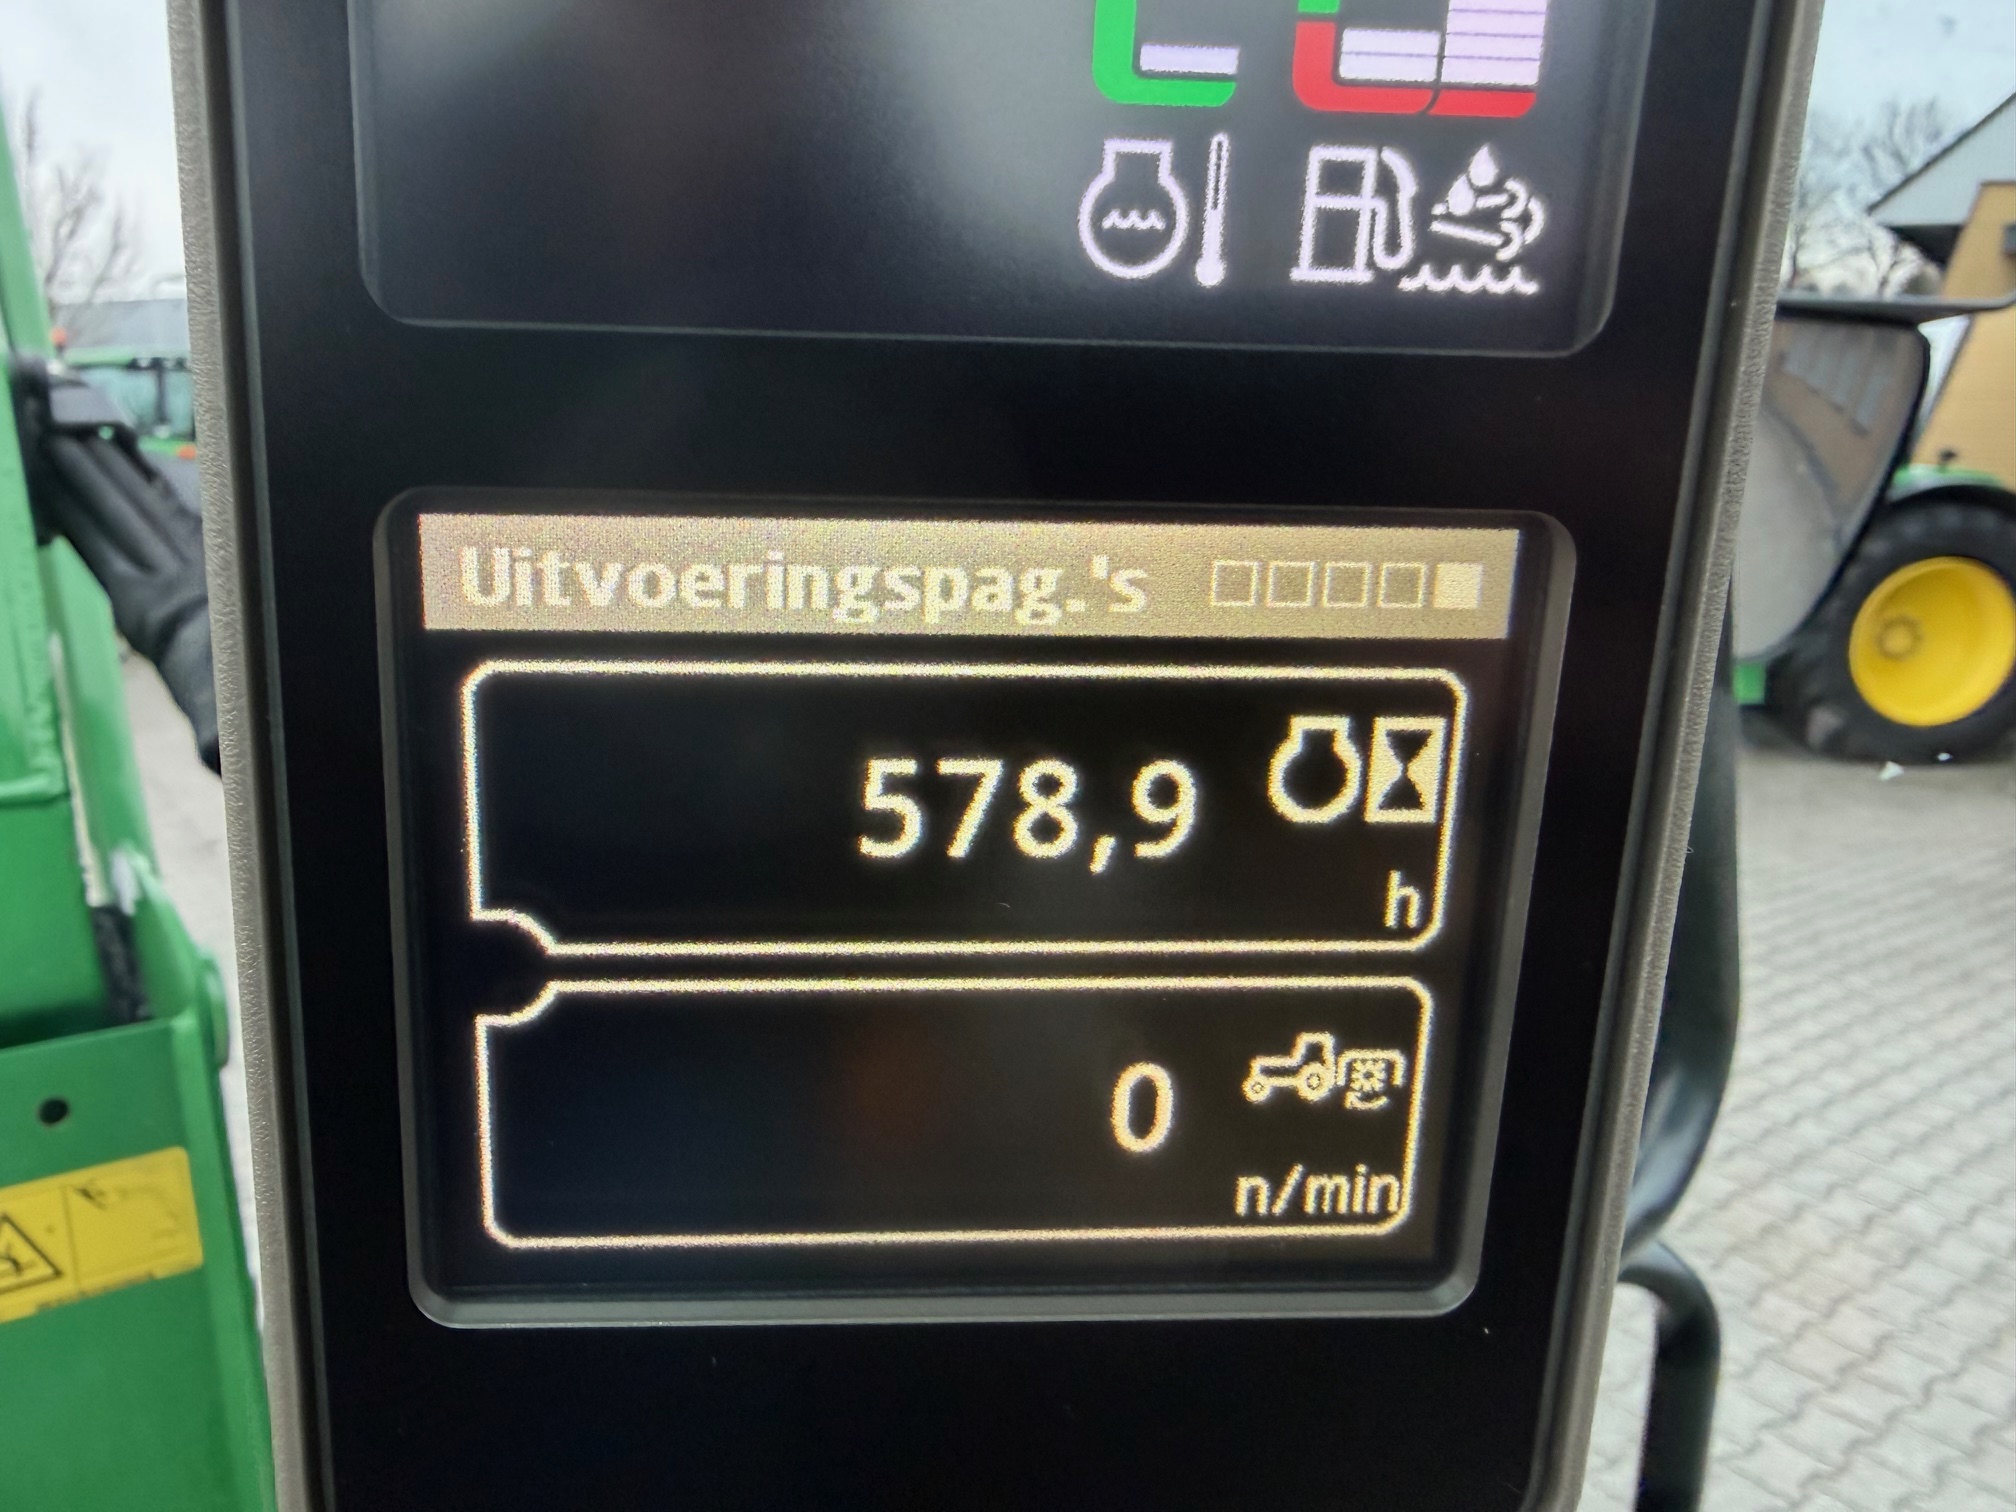 Uitvoeringspag.'s
578,9
h
0
n/min